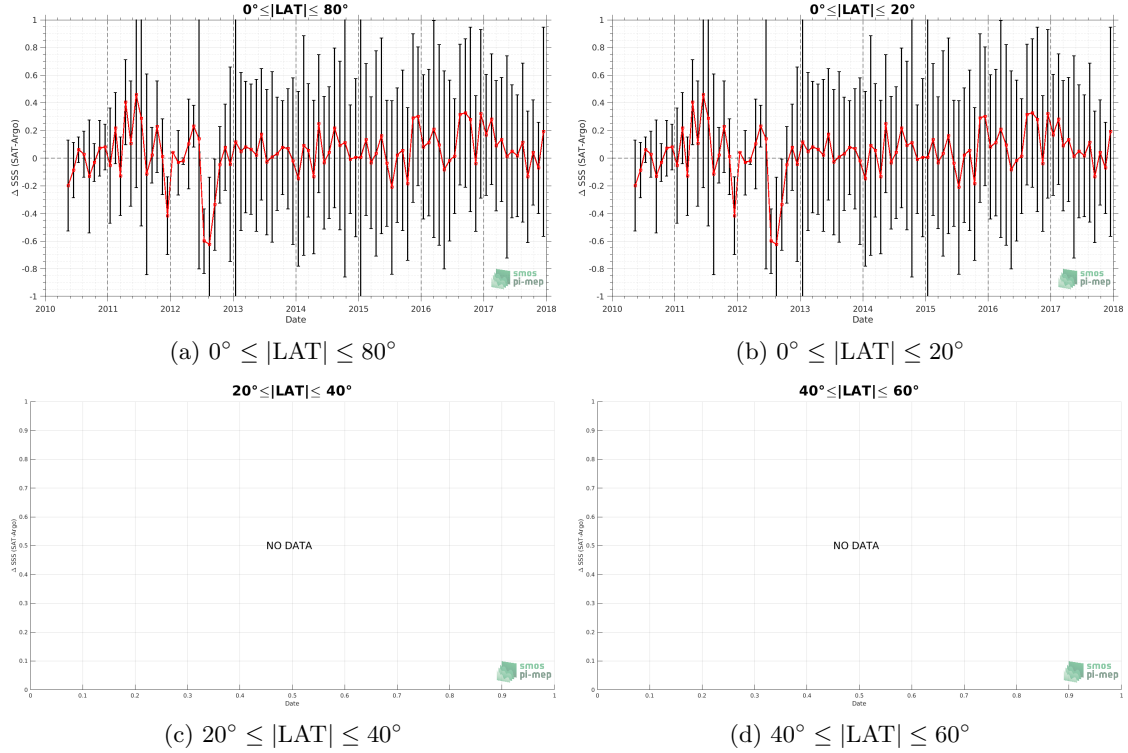 0°≤|LAT|≤ 80°
Δ SSS (SAT-Argo)
1
0.8
0.6
0.4
0.2
0
-0.2
-0.4
-0.6
-0.8
-1
2010 2011 2012 2013 2014 2015 2016 2017 2018
Date
smos
pi-mep
(a) 0° ≤ |LAT| ≤ 80°
0°≤|LAT|≤ 20°
Δ SSS (SAT-Argo)
1
0.8
0.6
0.4
0.2
0
-0.2
-0.4
-0.6
-0.8
-1
2010 2011 2012 2013 2014 2015 2016 2017 2018
Date
smos
pi-mep
(b) 0° ≤ |LAT| ≤ 20°
20°≤|LAT|≤ 40°
Δ SSS (SAT-Argo)
1
0.9
0.8
0.7
0.6
0.5
0.4
0.3
0.2
0.1
0
NO DATA
0 0.1 0.2 0.3 0.4 0.5 0.6 0.7 0.8 0.9 1
Date
smos
pi-mep
(c) 20° ≤ |LAT| ≤ 40°
40°≤|LAT|≤ 60°
Δ SSS (SAT-Argo)
1
0.9
0.8
0.7
0.6
0.5
0.4
0.3
0.2
0.1
0
NO DATA
0 0.1 0.2 0.3 0.4 0.5 0.6 0.7 0.8 0.9 1
Date
smos
pi-mep
(d) 40° ≤ |LAT| ≤ 60°